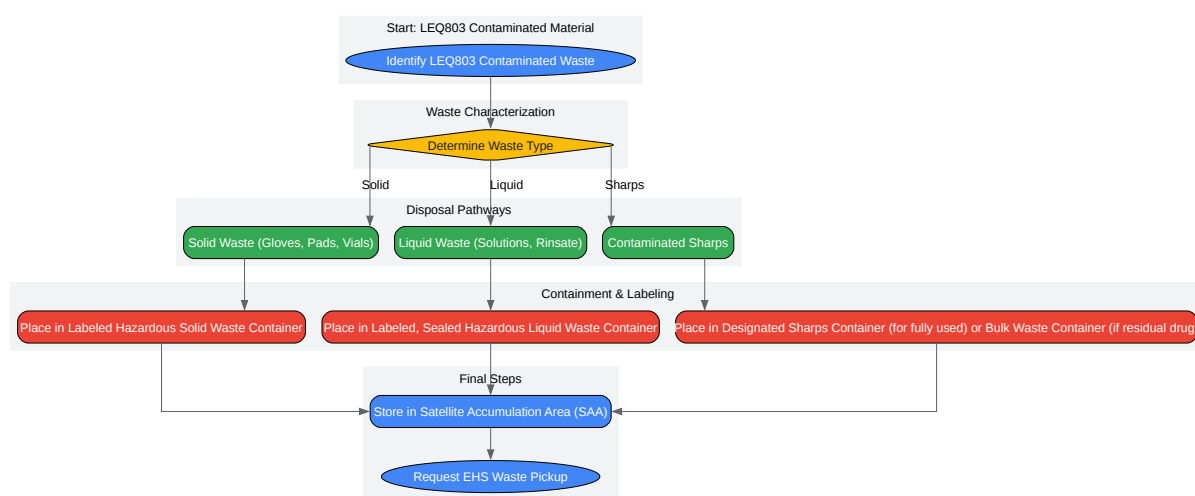 Start: LEQ803 Contaminated Material
Identify LEQ803 Contaminated Waste
Waste Characterization
Determine Waste Type
Solid
Liquid
Sharps
Disposal Pathways
Solid Waste (Gloves, Pads, Vials)
Liquid Waste (Solutions, Rinsate)
Contaminated Sharps
Containment & Labeling
Place in Labeled Hazardous Solid Waste Container
Place in Labeled, Sealed Hazardous Liquid Waste Container
Place in Designated Sharps Container (for fully used) or Bulk Waste Container (if residual drug
Final Steps
Store in Satellite Accumulation Area (SAA)
Request EHS Waste Pickup